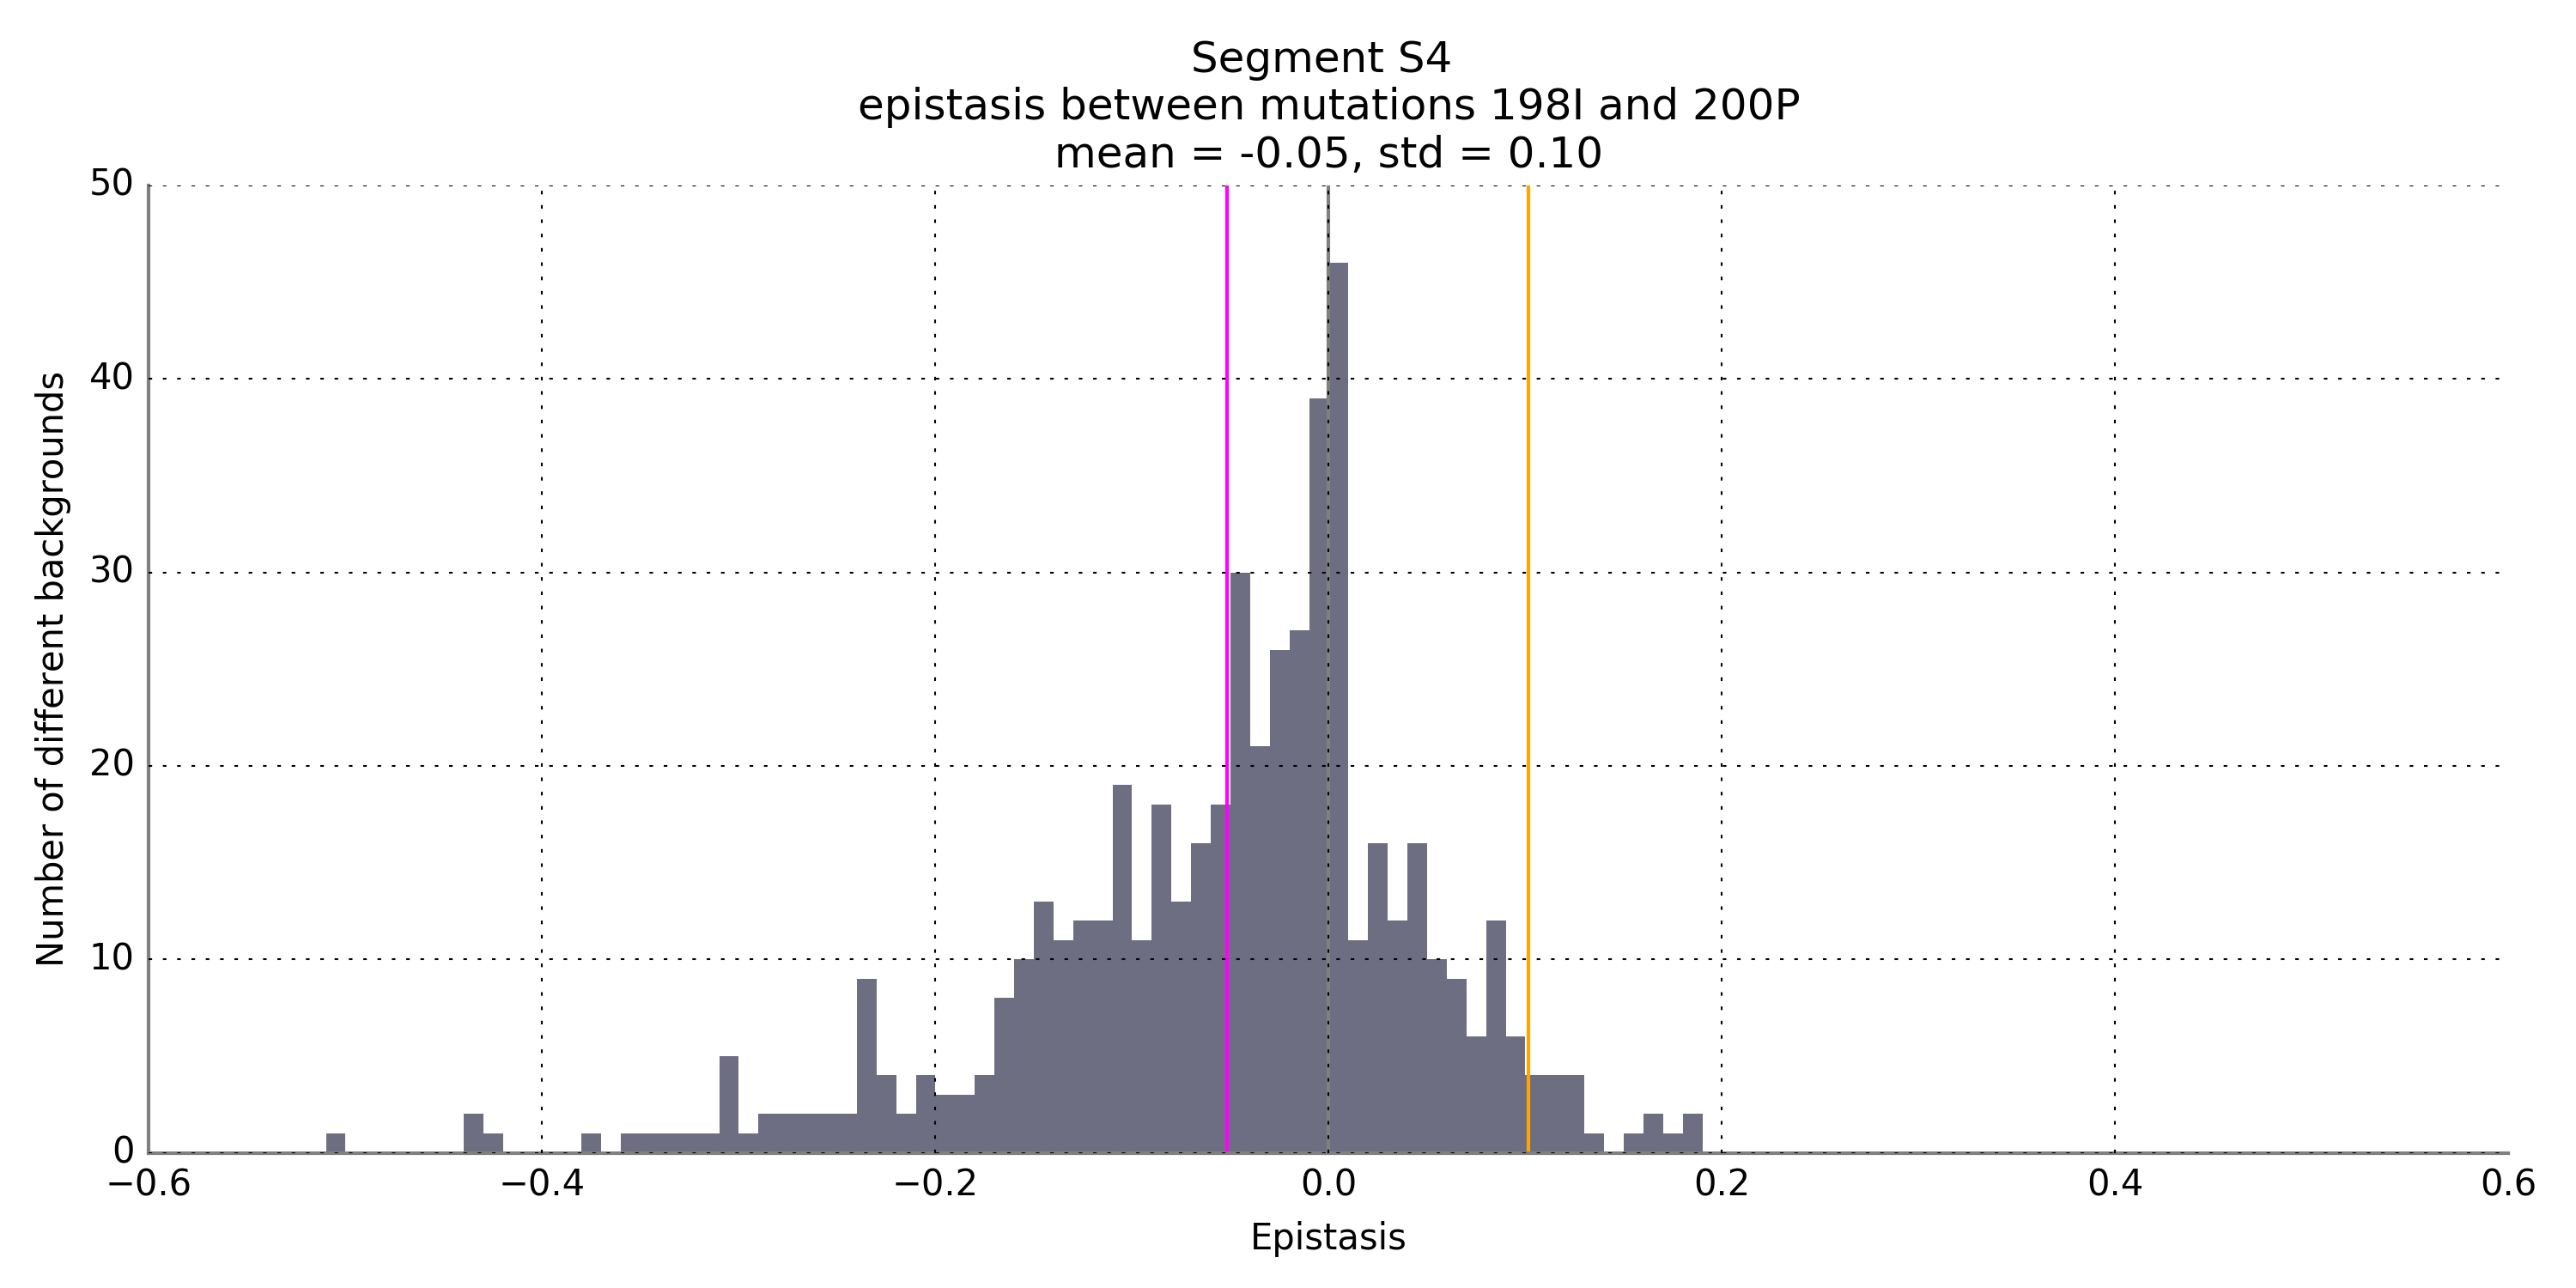 Segment S4
epistasis between mutations 198I and 200P
mean = -0.05, std = 0.10
50
40
30
20
10
0
Number of different backgrounds
−0.6 −0.4 −0.2 0.0 0.2 0.4 0.6
Epistasis